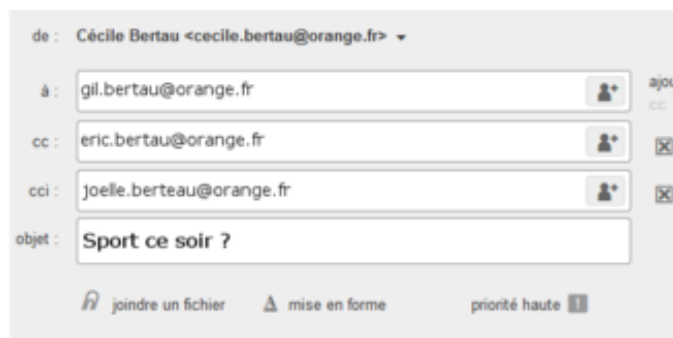 de : Cécile Bertau <cecile.bertau@orange.fr>
à : gil.bertau@orange.fr
cc
cc : eric.bertau@orange.fr
cci : joelle.berteau@orange.fr
objet : Sport ce soir ?
joindre un fichier mise en forme priorité haute !